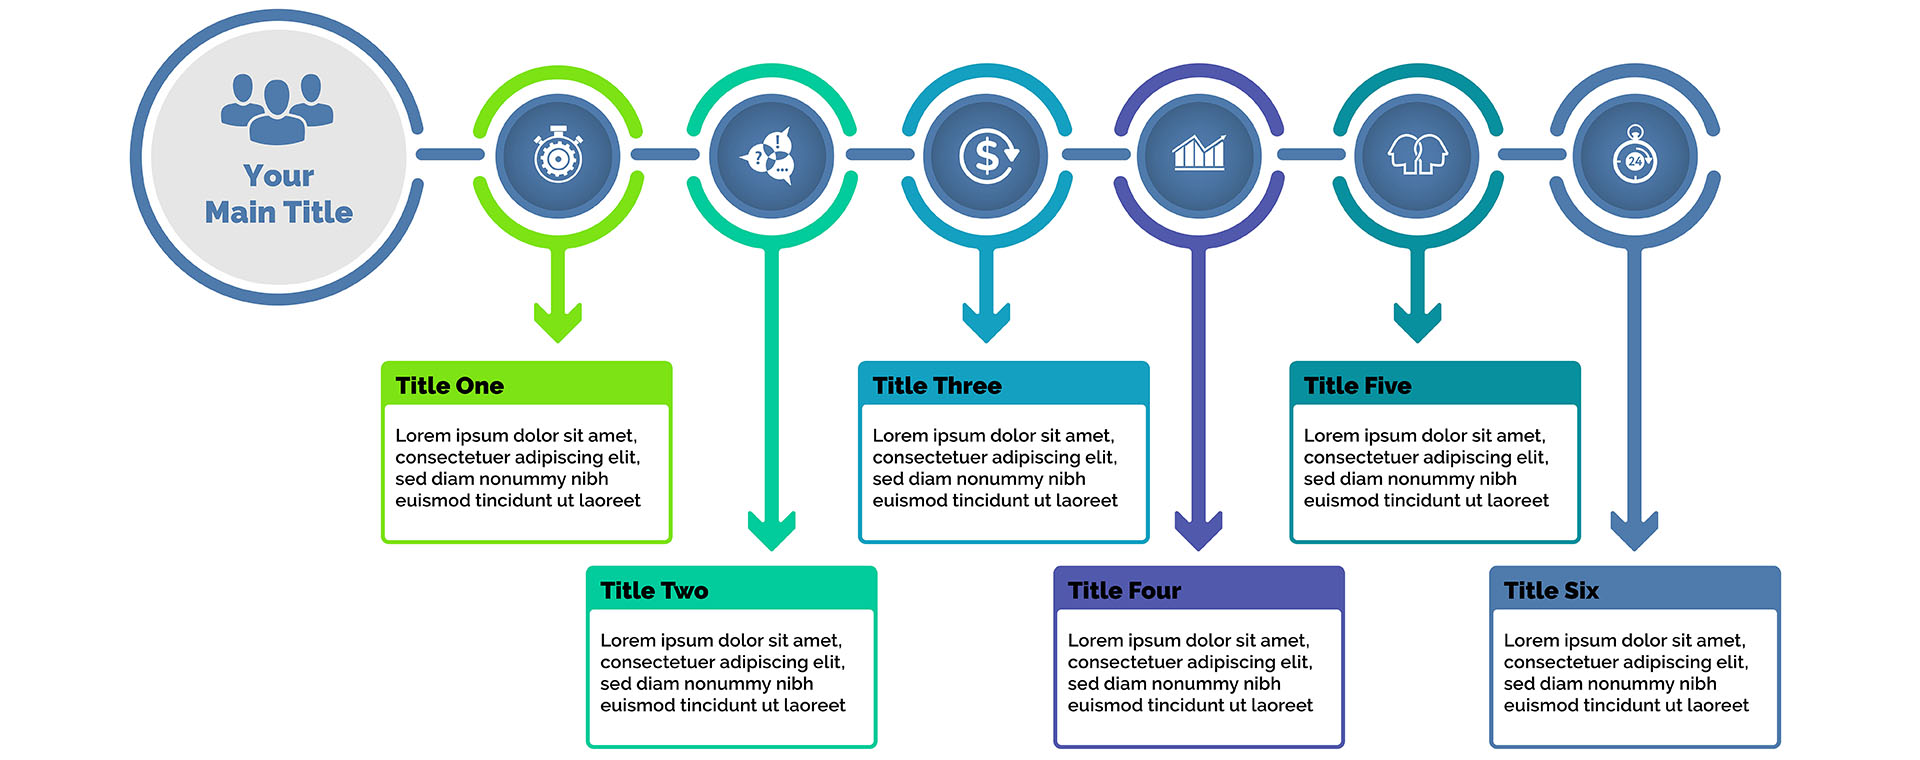 Your
Main Title
?
!
...
$
24
Title One
Lorem ipsum dolor sit amet,
consectetuer adipiscing elit,
sed diam nonummy nibh
euismod tincidunt ut laoreet
Title Two
Lorem ipsum dolor sit amet,
consectetuer adipiscing elit,
sed diam nonummy nibh
euismod tincidunt ut laoreet
Title Three
Lorem ipsum dolor sit amet,
consectetuer adipiscing elit,
sed diam nonummy nibh
euismod tincidunt ut laoreet
Title Four
Lorem ipsum dolor sit amet,
consectetuer adipiscing elit,
sed diam nonummy nibh
euismod tincidunt ut laoreet
Title Five
Lorem ipsum dolor sit amet,
consectetuer adipiscing elit,
sed diam nonummy nibh
euismod tincidunt ut laoreet
Title Six
Lorem ipsum dolor sit amet,
consectetuer adipiscing elit,
sed diam nonummy nibh
euismod tincidunt ut laoreet